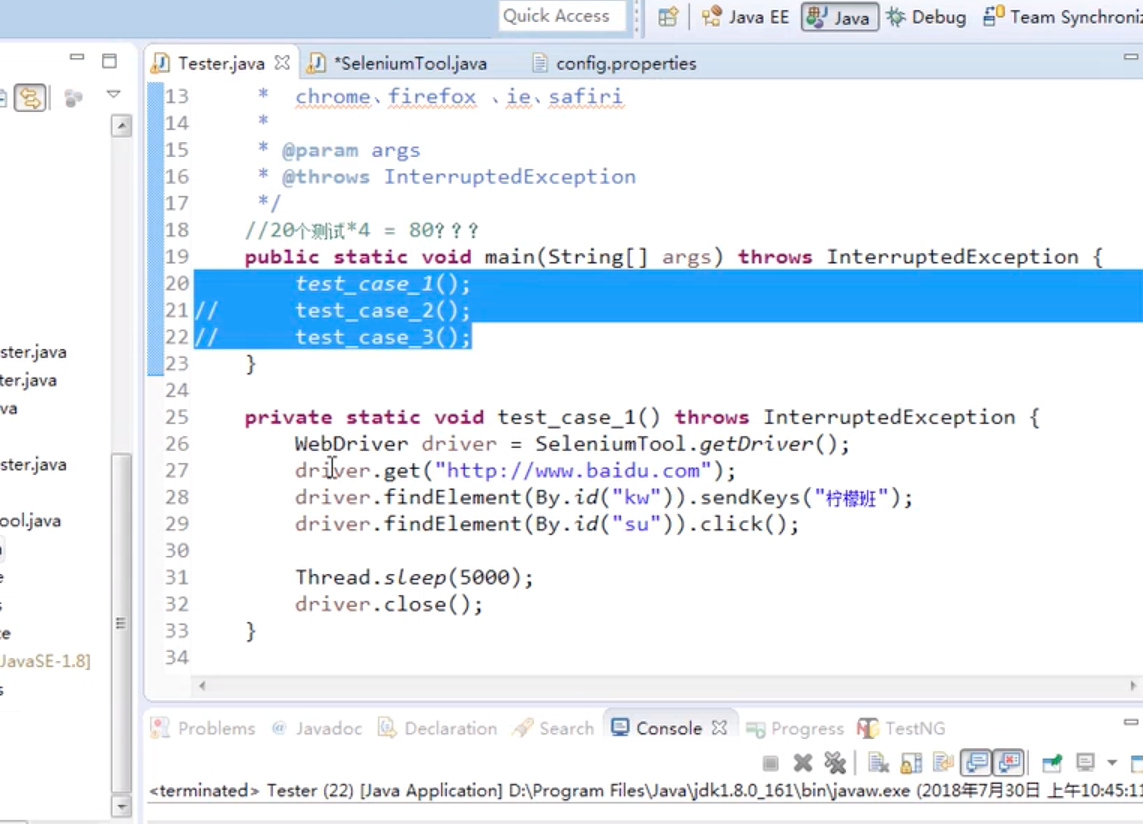 Quick Access
Java EE
Java
Debug
Team Synchroniz
Tester.java
*SeleniumTool.java
config.properties
13 * chrome、firefox 、ie、safiri
14 *
15 * @param args
16 * @throws InterruptedException
17 */
18 //20个测试*4 = 80？？？
19 public static void main(String[] args) throws InterruptedException {
20 test_case_1();
21 // test_case_2();
22 // test_case_3();
23 }
24
25 private static void test_case_1() throws InterruptedException {
26 WebDriver driver = SeleniumTool.getDriver();
27 driver.get("http://www.baidu.com");
28 driver.findElement(By.id("kw")).sendKeys("柠檬班");
29 driver.findElement(By.id("su")).click();
30
31 Thread.sleep(5000);
32 driver.close();
33 }
34
ster.java
ter.java
va
ster.java
ool.java
e
s
te
JavaSE-1.8]
s
Problems
Javadoc
Declaration
Search
Console
Progress
TestNG
<terminated> Tester (22) [Java Application] D:\Program Files\Java\jdk1.8.0_161\bin\javaw.exe (2018年7月30日 上午10:45:11